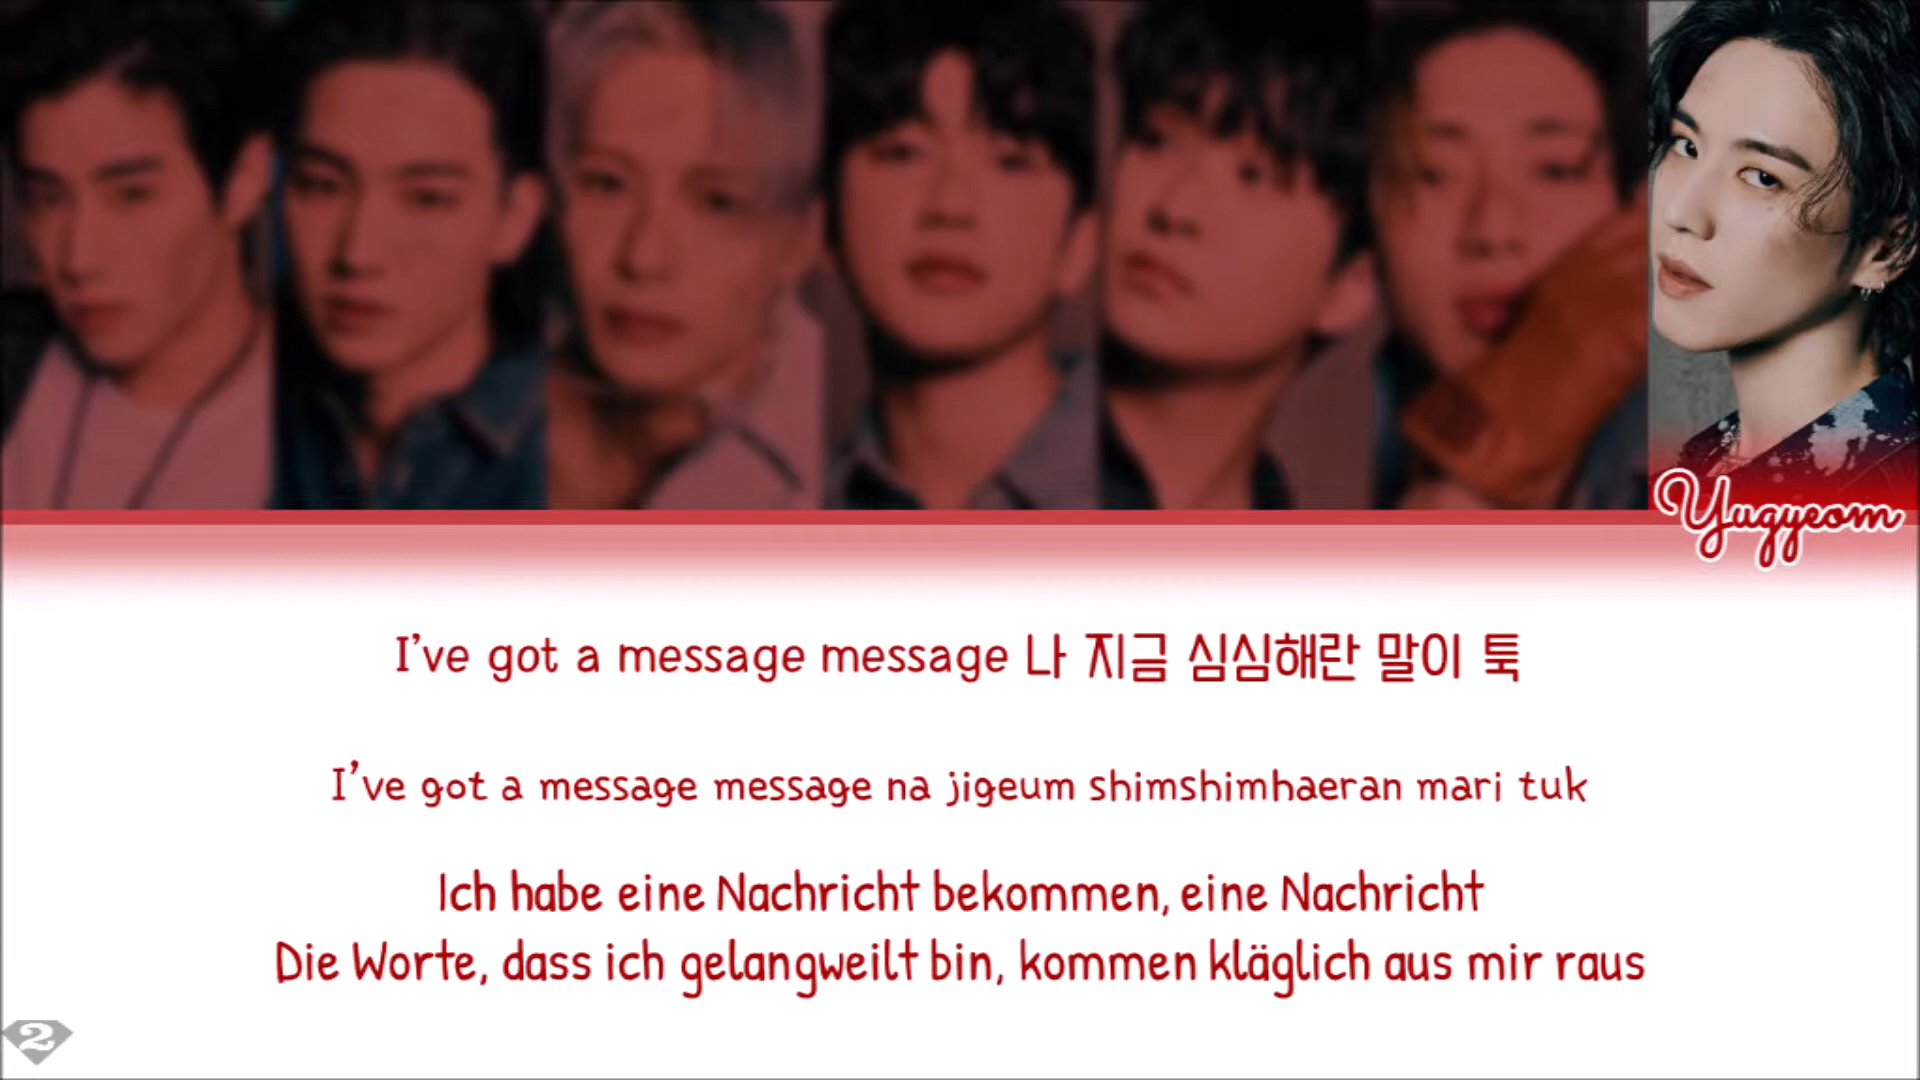 Yugyeom
I've got a message message 나 지금 심심해란 말이 툭
I've got a message message na jigeum shimshimhaeran mari tuk
Ich habe eine Nachricht bekommen, eine Nachricht
Die Worte, dass ich gelangweilt bin, kommen kläglich aus mir raus
2